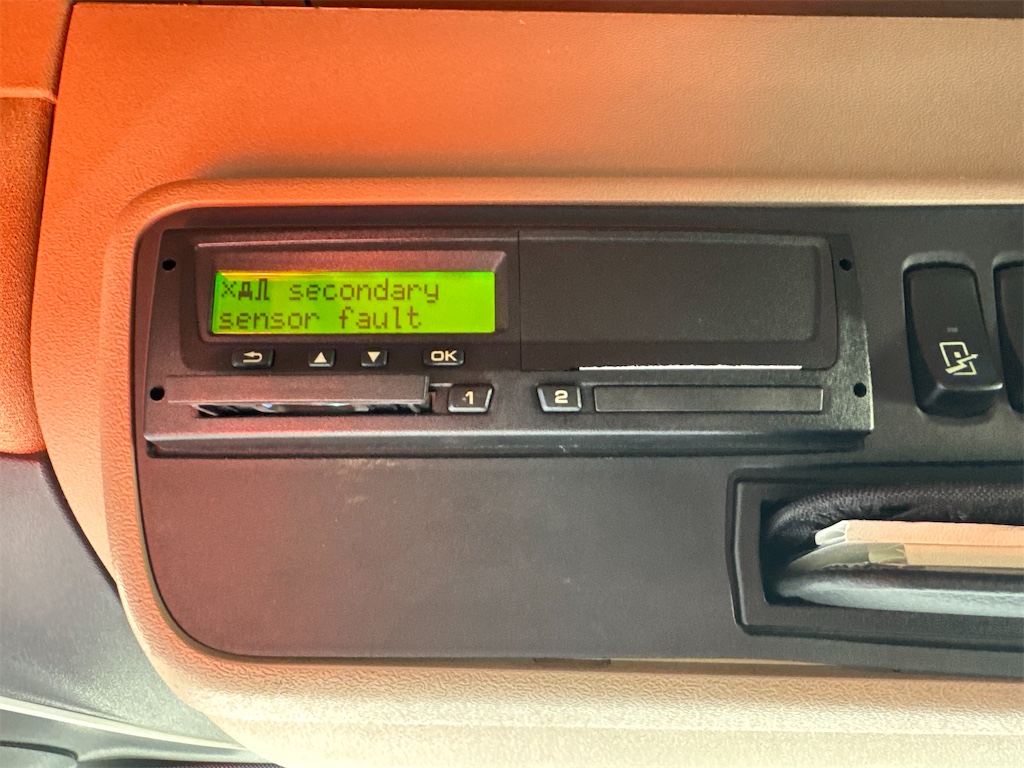 secondary
sensor fault
OK
1
2